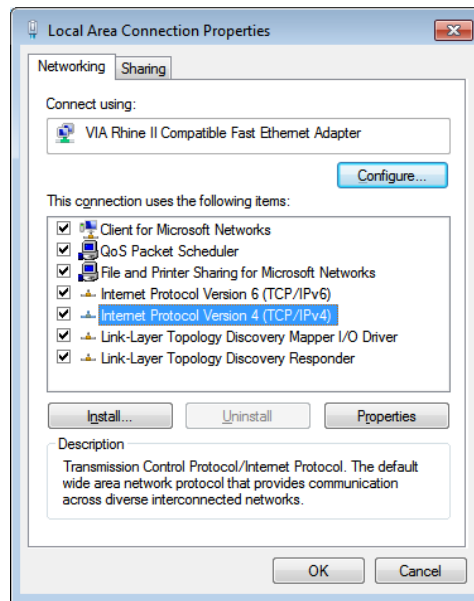 Local Area Connection Properties
Networking
Sharing
Connect using:
VIA Rhine II Compatible Fast Ethernet Adapter
Configure...
This connection uses the following items:
Client for Microsoft Networks
QoS Packet Scheduler
File and Printer Sharing for Microsoft Networks
Internet Protocol Version 6 (TCP/IPv6)
Internet Protocol Version 4 (TCP/IPv4)
Link-Layer Topology Discovery Mapper I/O Driver
Link-Layer Topology Discovery Responder
Install...
Uninstall
Properties
Description
Transmission Control Protocol/Internet Protocol. The default
wide area network protocol that provides communication
across diverse interconnected networks.
OK
Cancel